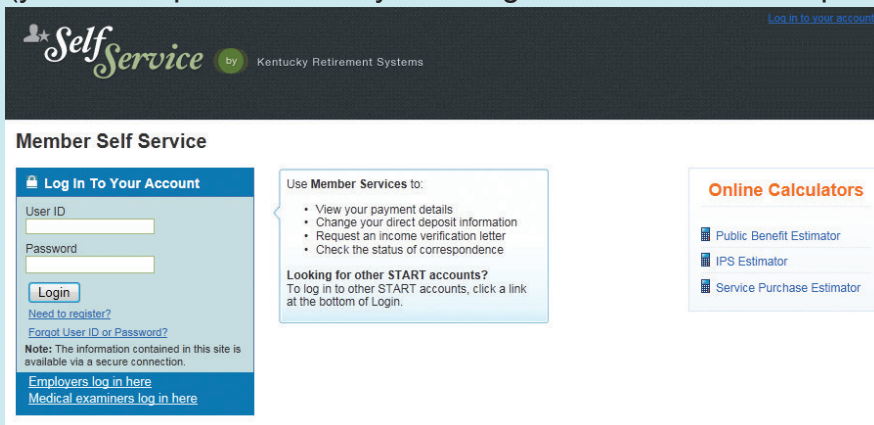 Log in to your account
Self Service by Kentucky Retirement Systems
Member Self Service
Log In To Your Account
User ID
Password
Login
Need to register?
Forgot User ID or Password?
Note: The information contained in this site is
available via a secure connection.
Employers log in here
Medical examiners log in here
Use Member Services to:
• View your payment details
• Change your direct deposit information
• Request an income verification letter
• Check the status of correspondence
Looking for other START accounts?
To log in to other START accounts, click a link
at the bottom of Login.
Online Calculators
Public Benefit Estimator
IPS Estimator
Service Purchase Estimator